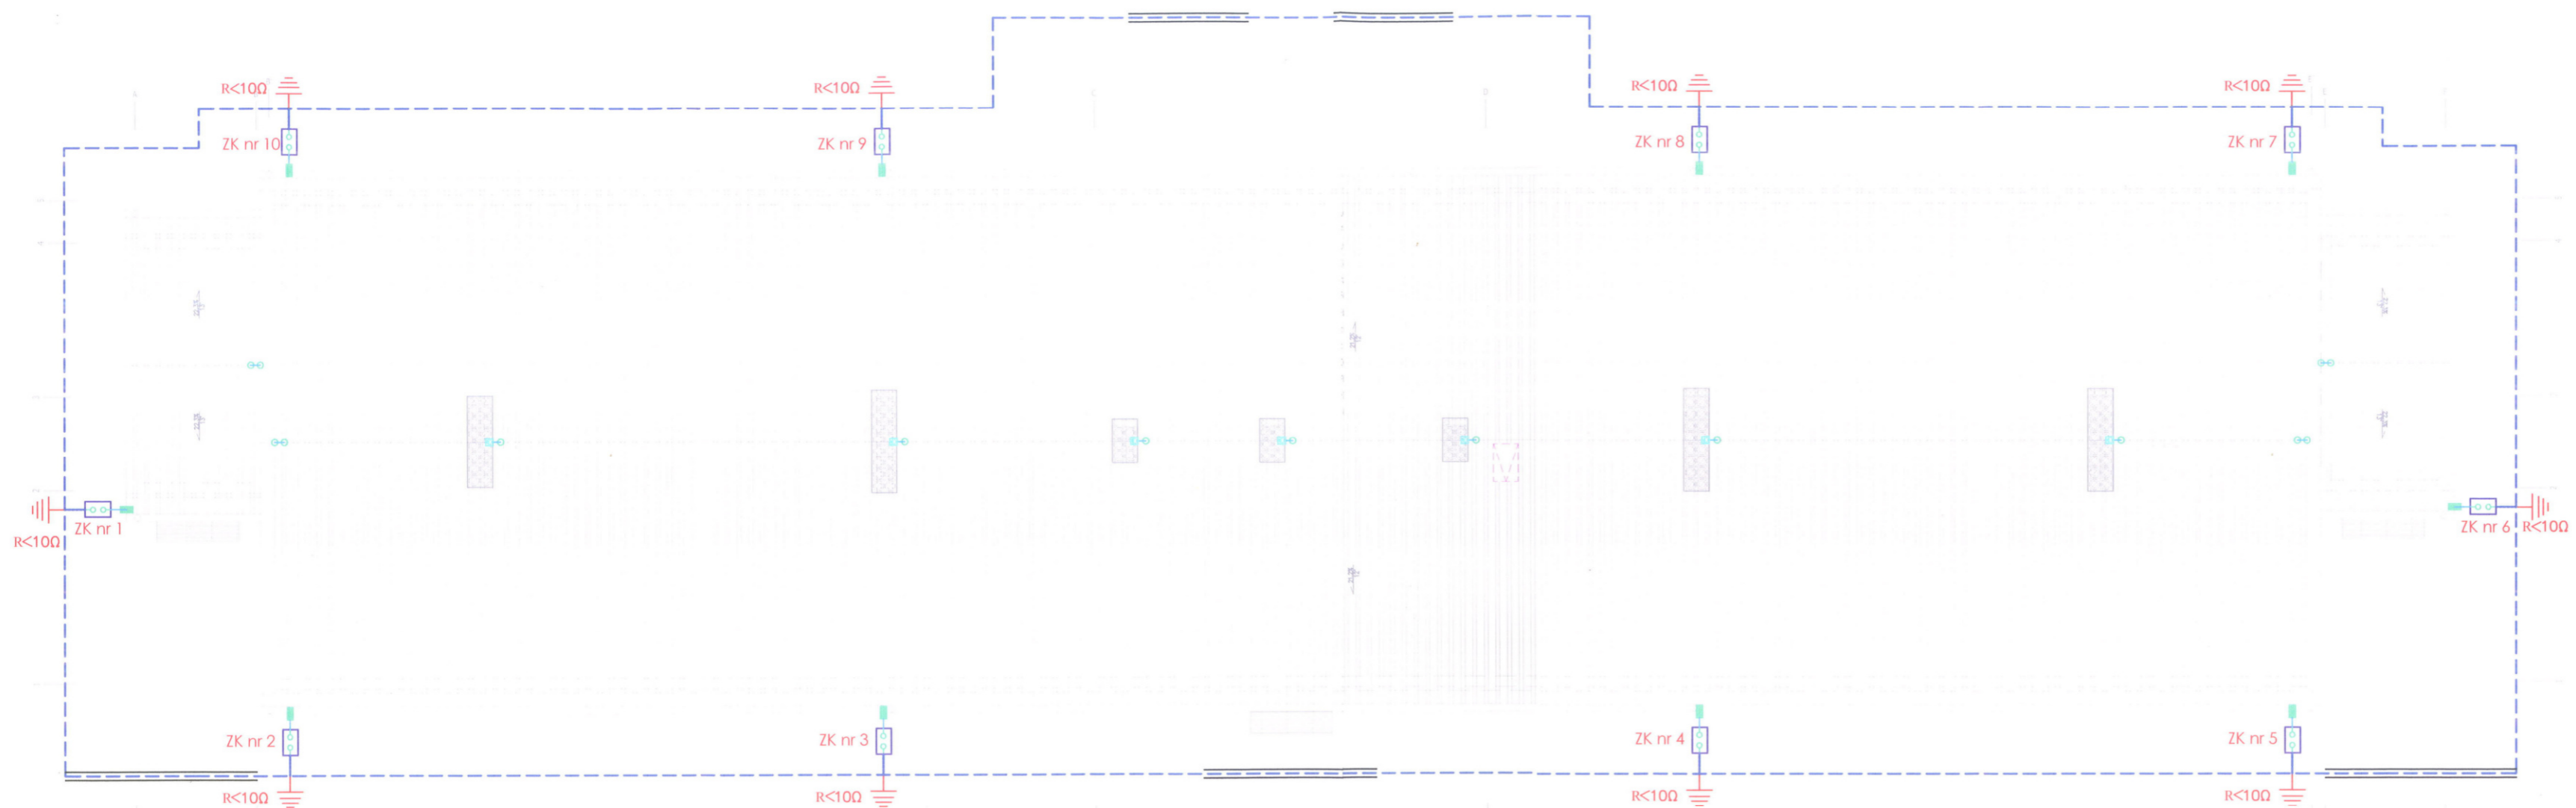 R<10Ω
R<10Ω
R<10Ω
R<10Ω
ZK nr 10
ZK nr 9
ZK nr 8
ZK nr 7
ZK nr 1
R<10Ω
ZK nr 6
R<10Ω
ZK nr 2
ZK nr 3
ZK nr 4
ZK nr 5
R<10Ω
R<10Ω
R<10Ω
R<10Ω